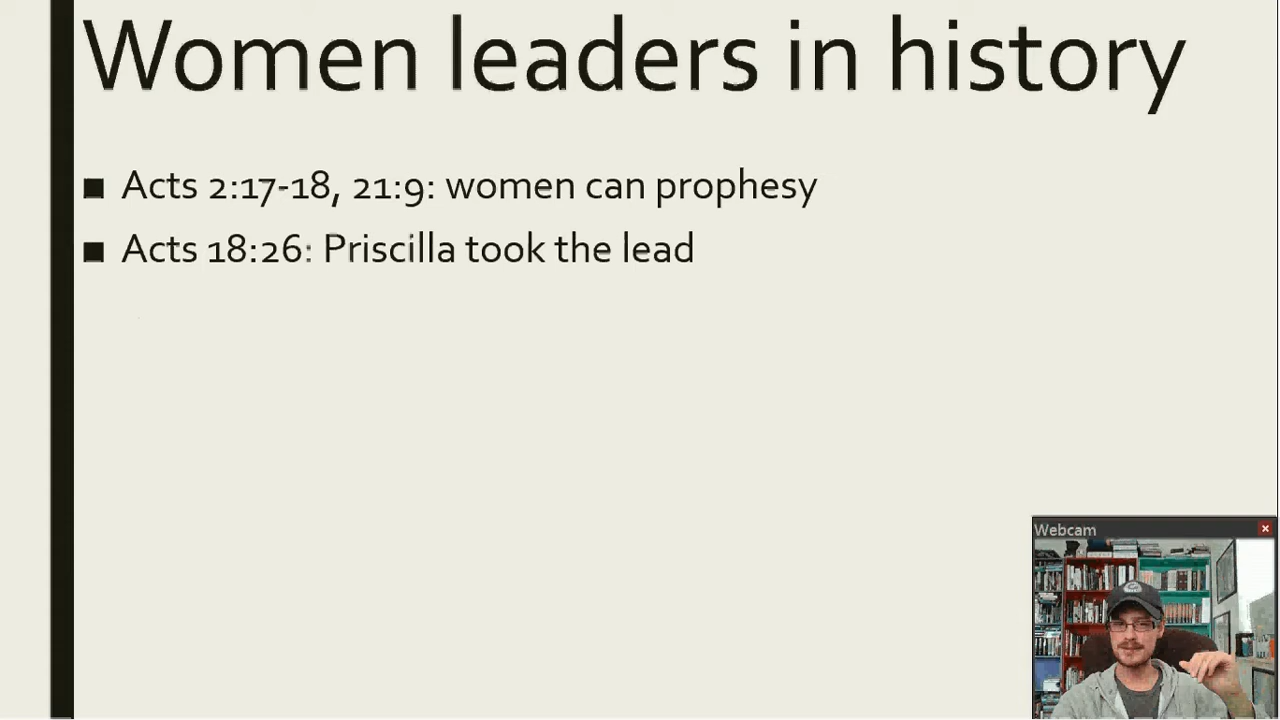 Women leaders in history
■ Acts 2:17-18, 21:9: women can prophesy
■ Acts 18:26: Priscilla took the lead
Webcam